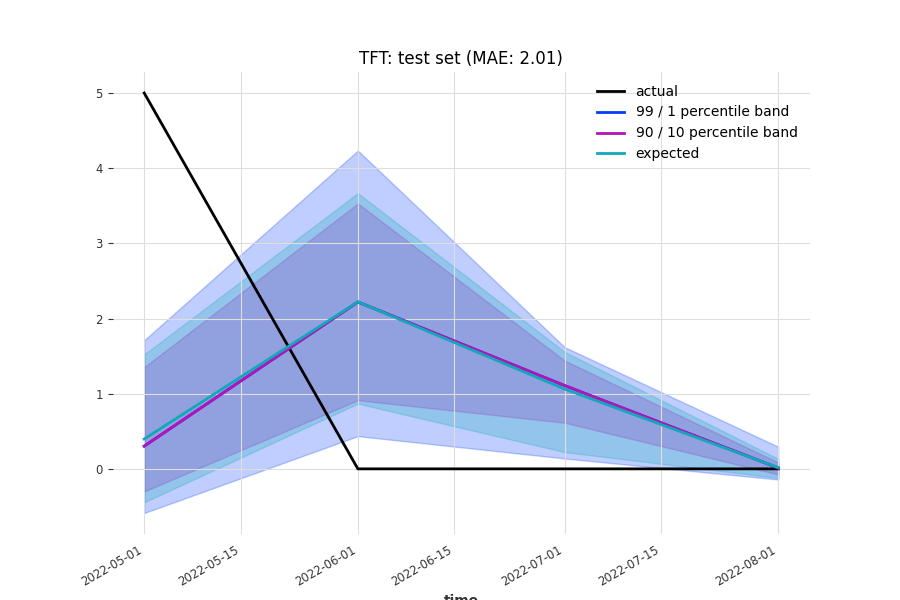 TFT: test set (MAE: 2.01)
actual
99 / 1 percentile band
90 / 10 percentile band
expected
5
4
3
2
1
0
2022-05-01
2022-05-15
2022-06-01
2022-06-15
2022-07-01
2022-07-15
2022-08-01
time